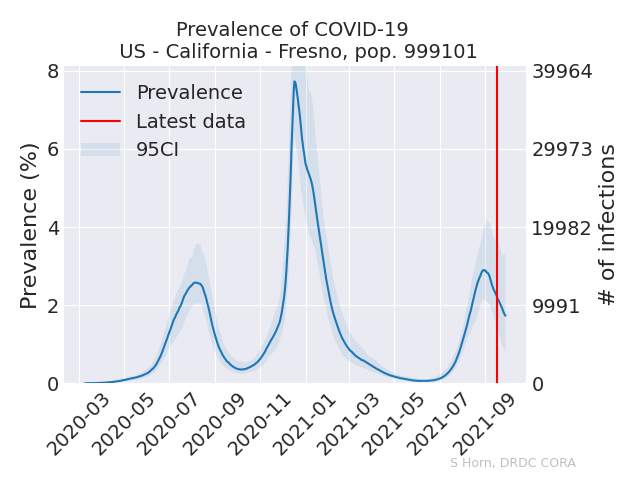 Prevalence of COVID-19
US - California - Fresno, pop. 999101
Prevalence (%)
8
6
4
2
0
Prevalence
Latest data
95CI
39964
29973
19982
9991
0
# of infections
2020-03
2020-05
2020-07
2020-09
2020-11
2021-01
2021-03
2021-05
2021-07
2021-09
S Horn, DRDC CORA